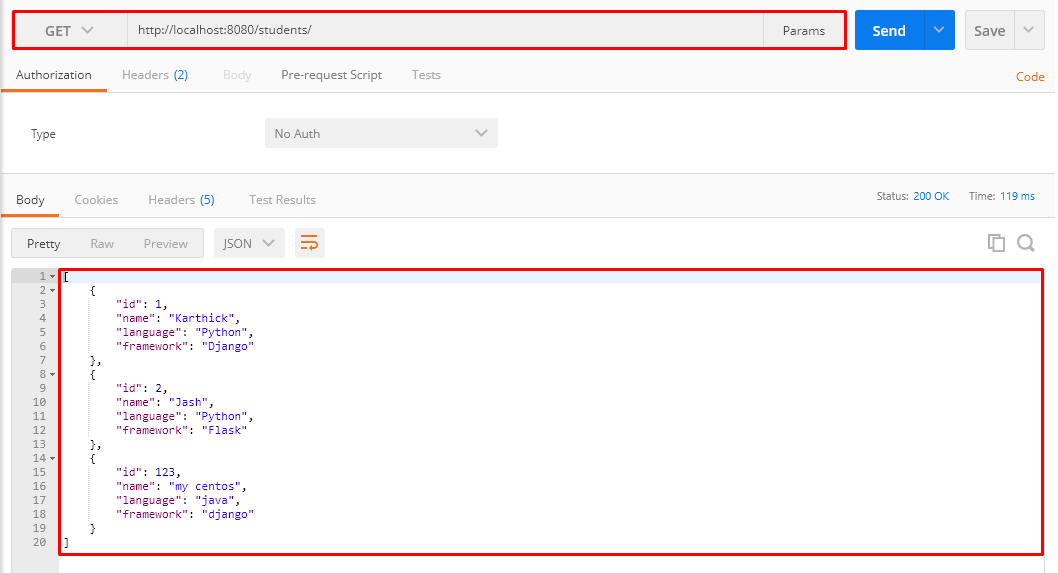 GET http://localhost:8080/students/ Params Send Save
Authorization Headers (2) Body Pre-request Script Tests Code
Type No Auth
Body Cookies Headers (5) Test Results Status: 200 OK Time: 119 ms
Pretty Raw Preview JSON
1 [
2 {
3 "id": 1,
4 "name": "Karthick",
5 "language": "Python",
6 "framework": "Django"
7 },
8 {
9 "id": 2,
10 "name": "Jash",
11 "language": "Python",
12 "framework": "Flask"
13 },
14 {
15 "id": 123,
16 "name": "my centos",
17 "language": "java",
18 "framework": "django"
19 }
20 ]